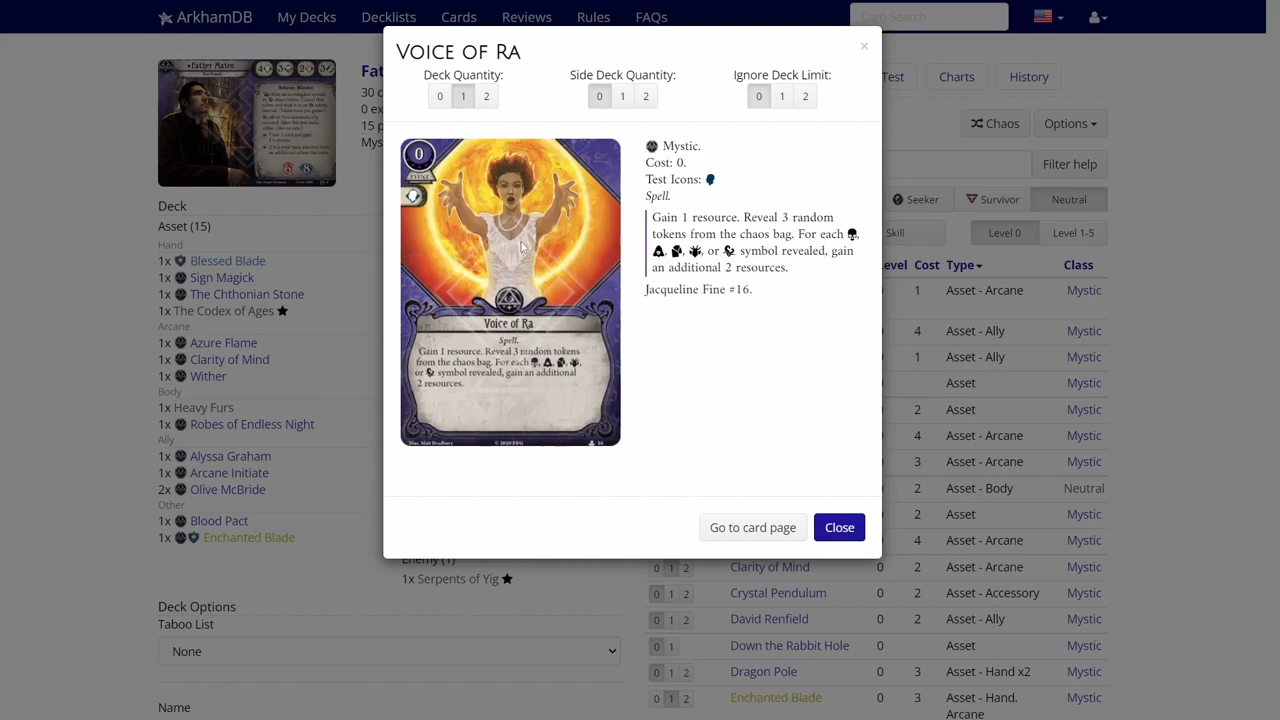 ArkhamDB My Decks Decklists Cards Reviews Rules FAQs Card Search
VOICE OF RA ×
Deck Quantity: Side Deck Quantity: Ignore Deck Limit:
0 1 2 0 1 2 0 1 2
Father Mateo
Fat
30 c
0 ex
15 p
Mys
Test Charts History
Chaos Options
Filter help
Seeker Survivor Neutral
Skill Level 0 Level 1-5
Deck
Asset (15)
Hand
1x Blessed Blade
1x Sign Magick
1x The Chthonian Stone
1x The Codex of Ages
Arcane
1x Azure Flame
1x Clarity of Mind
1x Wither
Body
1x Heavy Furs
1x Robes of Endless Night
Ally
1x Alyssa Graham
1x Arcane Initiate
2x Olive McBride
Other
1x Blood Pact
1x Enchanted Blade
Enemy (1)
1x Serpents of Yig
Deck Options
Taboo List
None
Name
0
EVENT
Voice of Ra
Spell.
Gain 1 resource. Reveal 3 random tokens
from the chaos bag. For each , , , ,
or symbol revealed, gain an additional
2 resources.
Illus. Matt Bradbury © 2020 FFG 16
Mystic.
Cost: 0.
Test Icons:
Spell.
Gain 1 resource. Reveal 3 random
tokens from the chaos bag. For each ,
, , , or symbol revealed, gain
an additional 2 resources.
Jacqueline Fine #16.
Go to card page Close
evel Cost Type Class
1 Asset - Arcane Mystic
4 Asset - Ally Mystic
1 Asset - Ally Mystic
Asset Mystic
2 Asset Mystic
4 Asset - Arcane Mystic
3 Asset - Arcane Mystic
2 Asset - Body Neutral
2 Asset Mystic
4 Asset - Arcane Mystic
0 1 2 Clarity of Mind 0 2 Asset - Arcane Mystic
0 1 2 Crystal Pendulum 0 2 Asset - Accessory Mystic
0 1 2 David Renfield 0 2 Asset - Ally Mystic
0 1 Down the Rabbit Hole 0 Asset Mystic
0 1 2 Dragon Pole 0 3 Asset - Hand x2 Mystic
0 1 2 Enchanted Blade 0 3 Asset - Hand. Mystic
Arcane